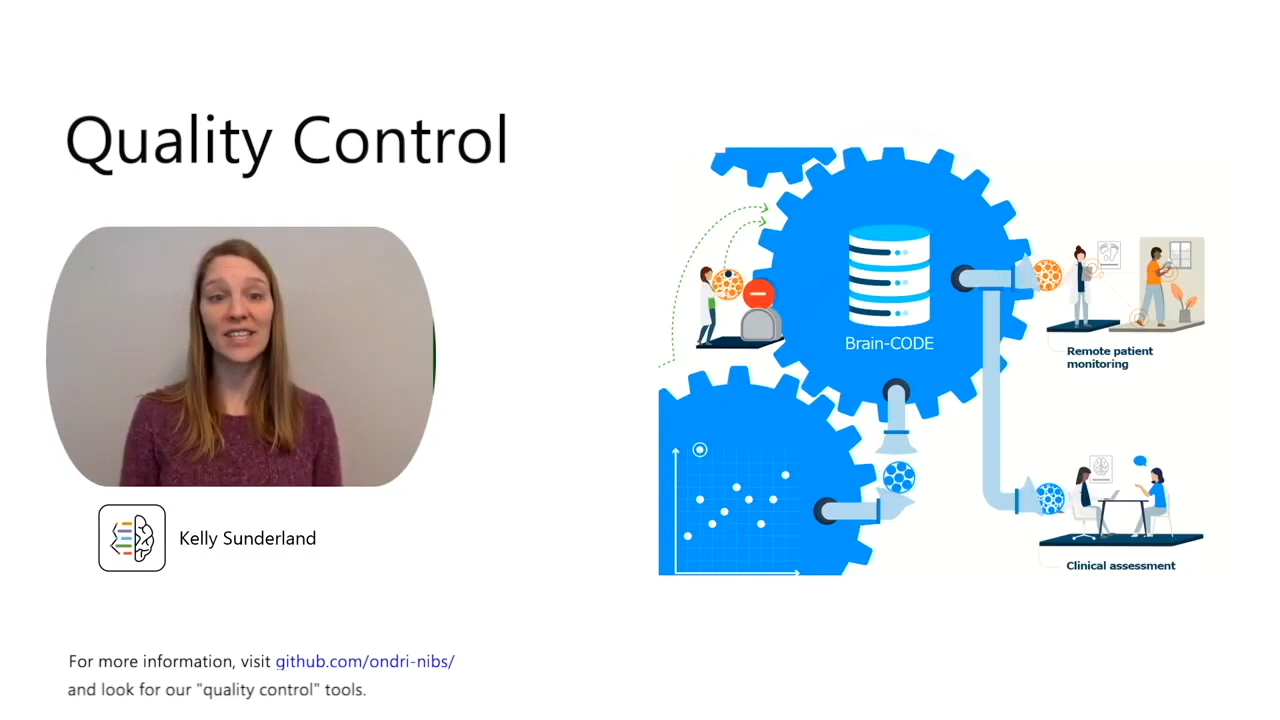 Quality Control
Brain-CODE
Remote patient
monitoring
Kelly Sunderland
Clinical assessment
For more information, visit github.com/ondri-nibs/
and look for our "quality control" tools.